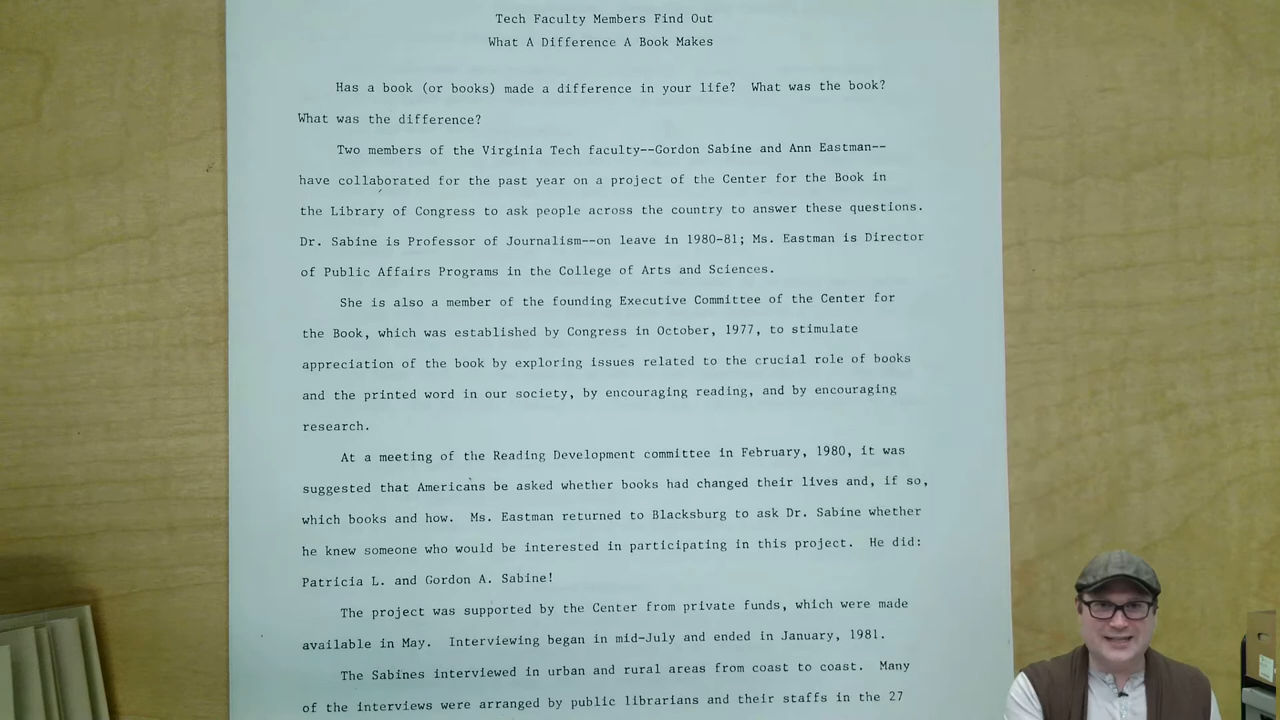 Tech Faculty Members Find Out
What A Difference A Book Makes
Has a book (or books) made a difference in your life? What was the book?
What was the difference?
Two members of the Virginia Tech faculty--Gordon Sabine and Ann Eastman--
have collaborated for the past year on a project of the Center for the Book in
the Library of Congress to ask people across the country to answer these questions.
Dr. Sabine is Professor of Journalism--on leave in 1980-81; Ms. Eastman is Director
of Public Affairs Programs in the College of Arts and Sciences.
She is also a member of the founding Executive Committee of the Center for
the Book, which was established by Congress in October, 1977, to stimulate
appreciation of the book by exploring issues related to the crucial role of books
and the printed word in our society, by encouraging reading, and by encouraging
research.
At a meeting of the Reading Development committee in February, 1980, it was
suggested that Americans be asked whether books had changed their lives and, if so,
which books and how. Ms. Eastman returned to Blacksburg to ask Dr. Sabine whether
he knew someone who would be interested in participating in this project. He did:
Patricia L. and Gordon A. Sabine!
The project was supported by the Center from private funds, which were made
available in May. Interviewing began in mid-July and ended in January, 1981.
The Sabines interviewed in urban and rural areas from coast to coast. Many
of the interviews were arranged by public librarians and their staffs in the 27